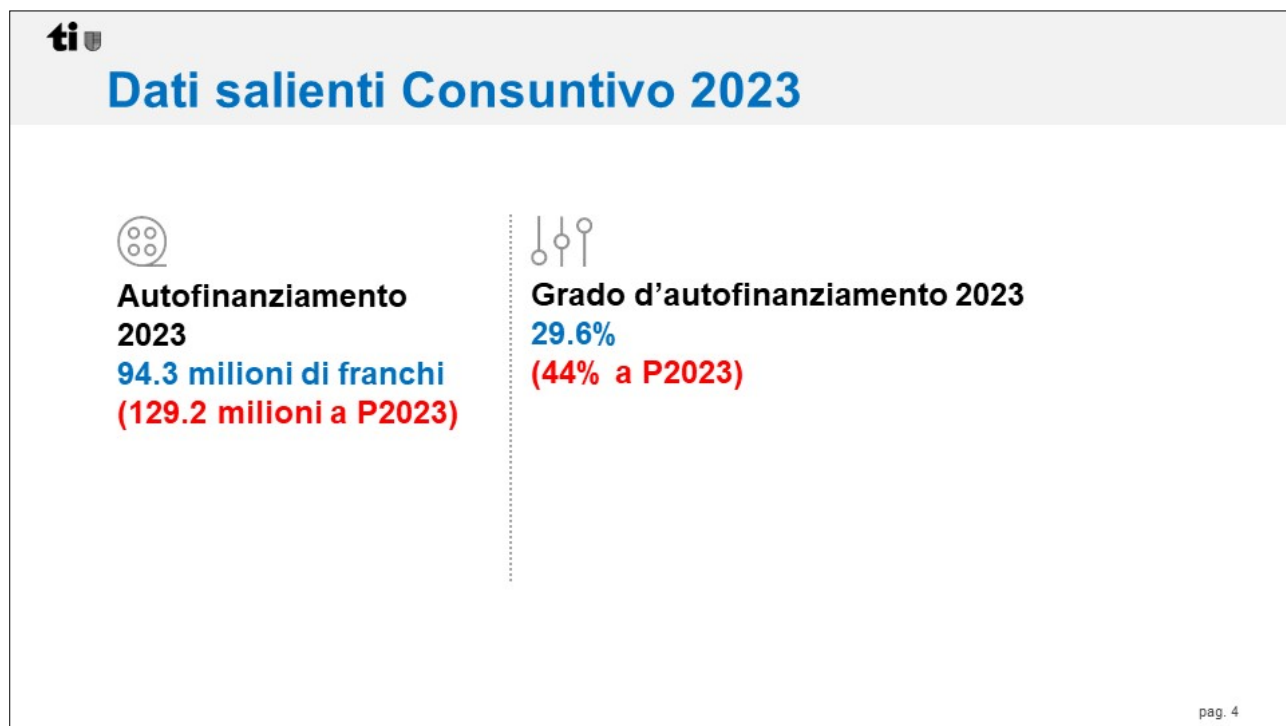 ti
Dati salienti Consuntivo 2023
Autofinanziamento
2023
94.3 milioni di franchi
(129.2 milioni a P2023)
Grado d’autofinanziamento 2023
29.6%
(44% a P2023)
pag. 4